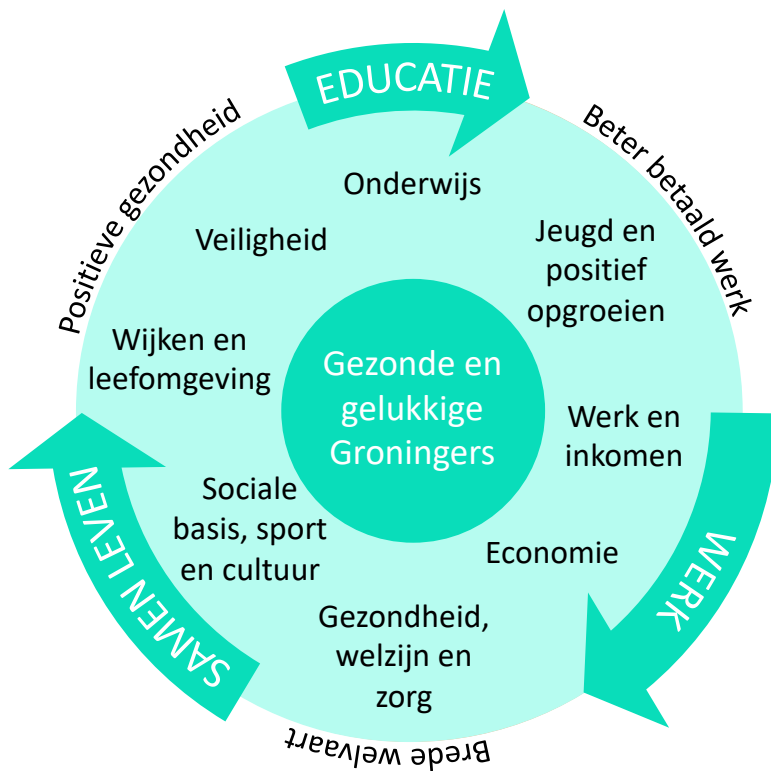 EDUCATIE
Beter betaald werk
WERK
Brede welvaart
SAMEN LEVEN
Positieve gezondheid
Onderwijs
Jeugd en
positief
opgroeien
Werk en
inkomen
Economie
Gezondheid,
welzijn en
zorg
Sociale
basis, sport
en cultuur
Wijken en
leefomgeving
Veiligheid
Gezonde en
gelukkige
Groningers